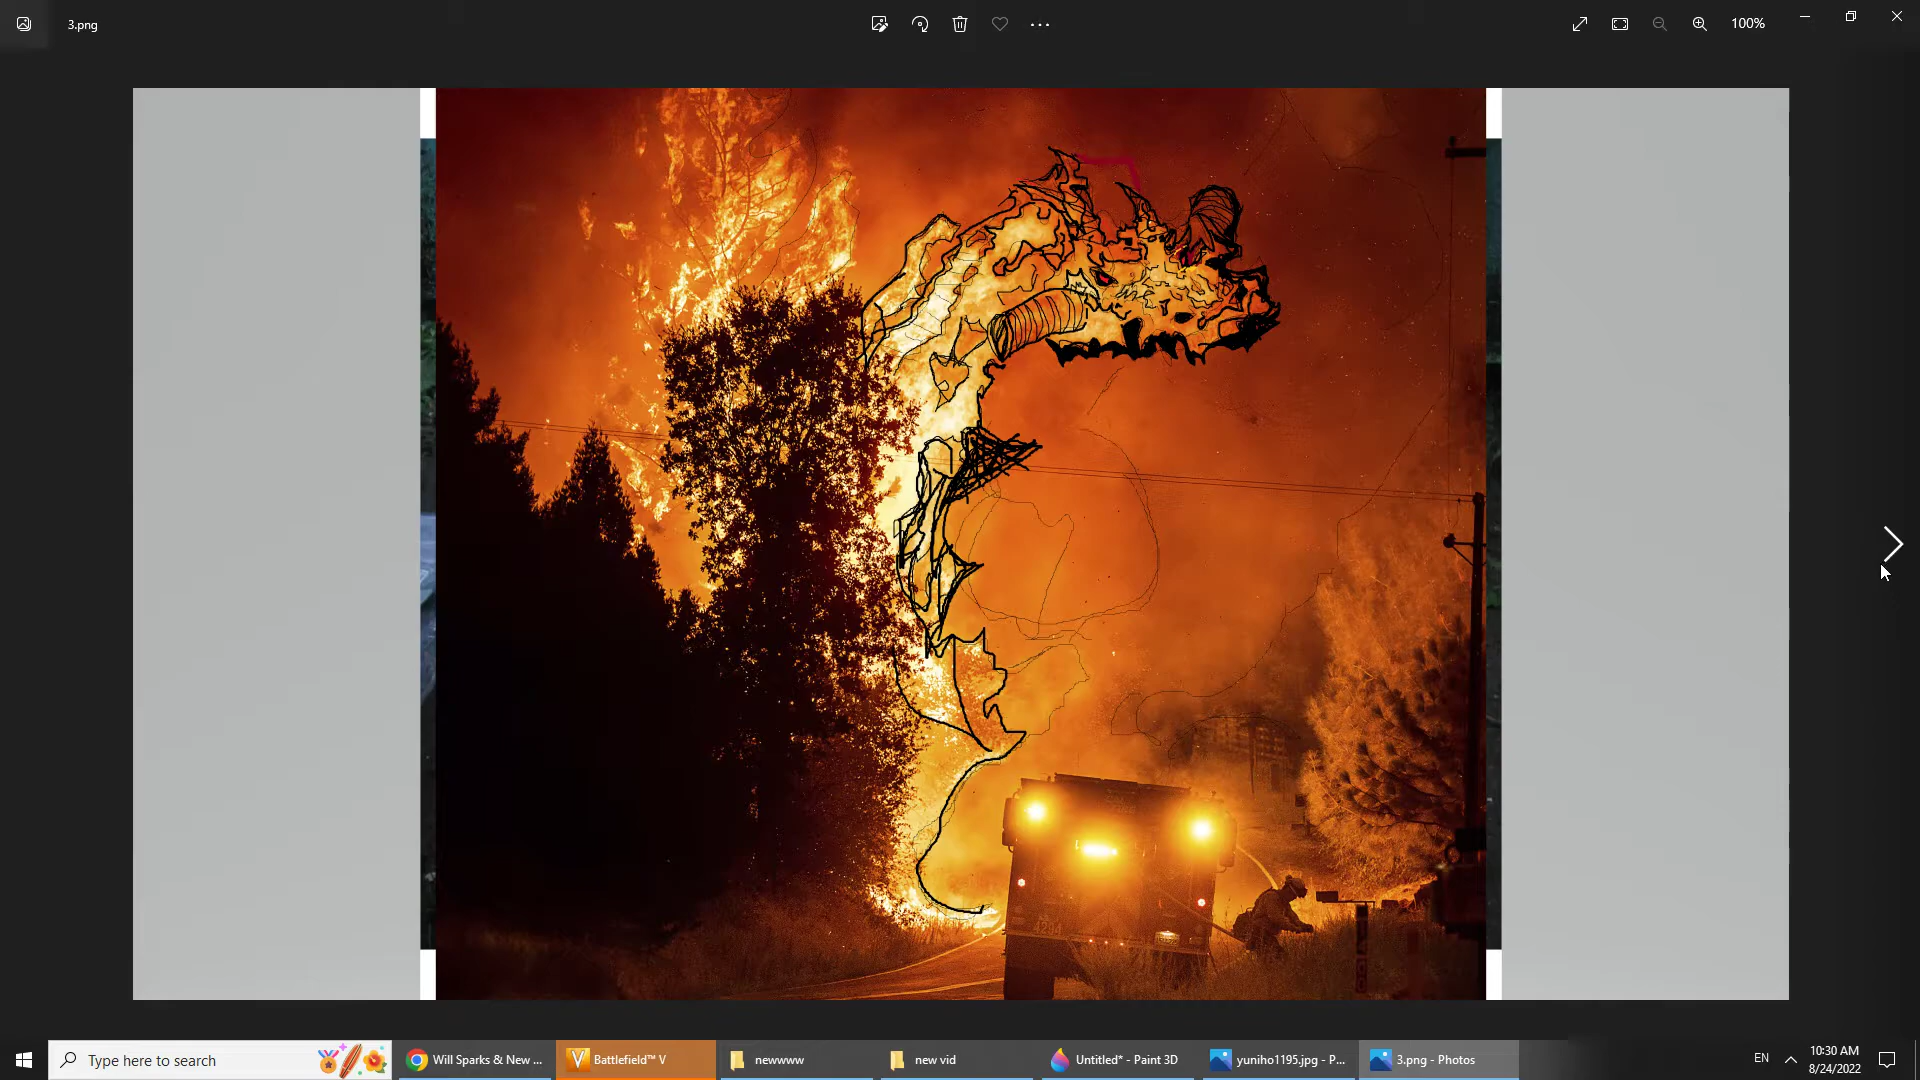 3.png
100%
4214
Type here to search
Will Sparks & New ...
Battlefield™ V
newwww
new vid
Untitled* - Paint 3D
yuniho1195.jpg - P...
3.png - Photos
EN
10:30 AM
8/24/2022